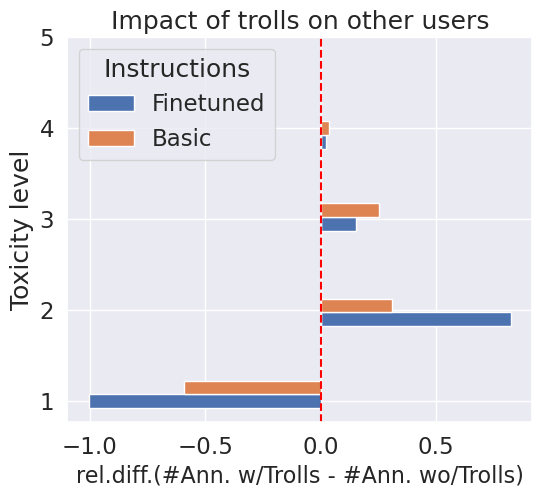 Impact of trolls on other users
Instructions
Finetuned
Basic
Toxicity level
5
4
3
2
1
−1.0
−0.5
0.0
0.5
rel.diff.(#Ann. w/Trolls - #Ann. wo/Trolls)